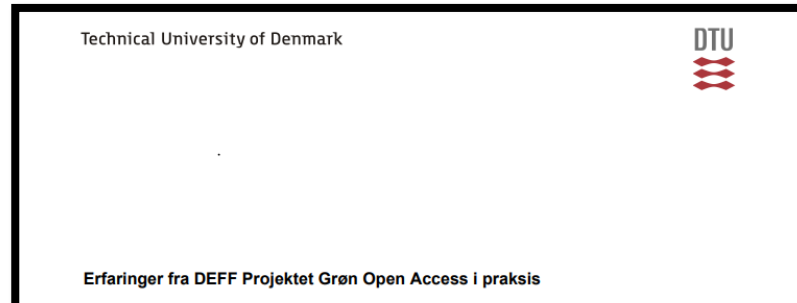 Technical University of Denmark
DTU
Erfaringer fra DEFF Projektet Grøn Open Access i praksis